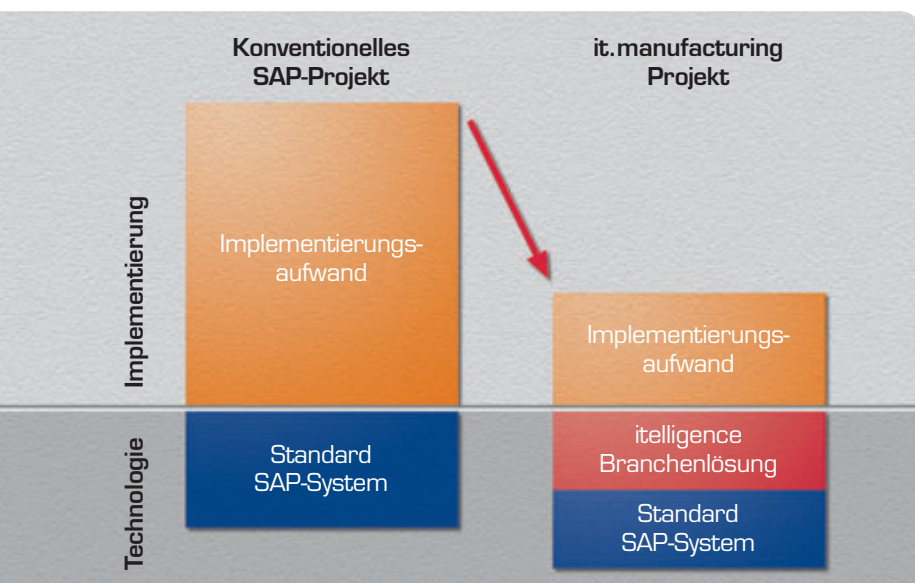 Konventionelles
SAP-Projekt
it.manufacturing
Projekt
Implementierung
Implementierungs-
aufwand
Implementierungs-
aufwand
Technologie
Standard
SAP-System
itelligence
Branchenlösung
Standard
SAP-System